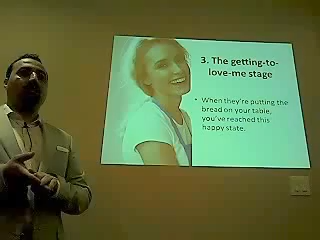 3. The getting-to-
love-me stage
• When they're putting the
bread on your table,
you've reached this
happy state.